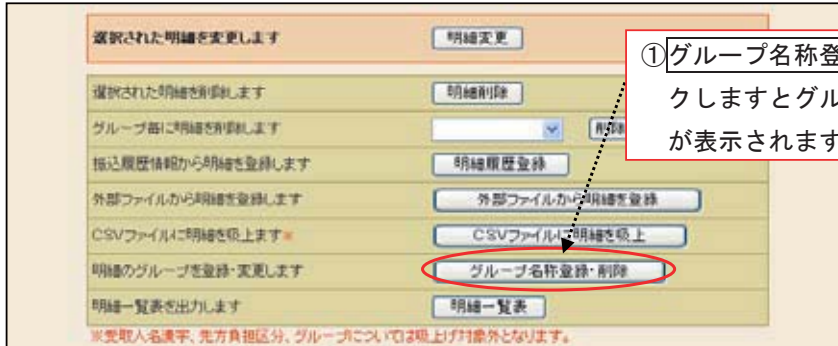 選択された明細を変更します 明細変更
①グループ名称登
クしますとグル
が表示されます
選択された明細を削除します 明細削除
グループ毎に明細を削除します 削除
振込履歴情報から明細を登録します 明細履歴登録
外部ファイルから明細を登録します 外部ファイルから明細を登録
CSVファイルに明細を吸上ます※ CSVファイルに明細を吸上
明細のグループを登録・変更します グループ名称登録・削除
明細一覧表を出力します 明細一覧表
※受取人名漢字、先方負担区分、グループについては吸上げ対象外となります。